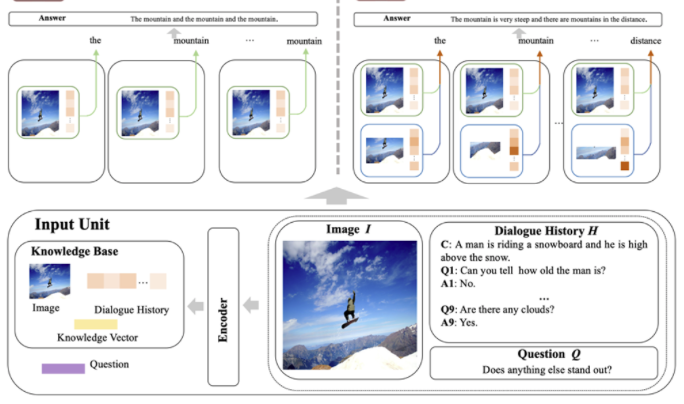 Answer The mountain and the mountain and the mountain.
the mountain ... mountain
Answer The mountain is very steep and there are mountains in the distance.
the mountain ... distance
...
Input Unit
Knowledge Base
...
Image Dialogue History
Knowledge Vector
Question
Encoder
Image I
Dialogue History H
C: A man is riding a snowboard and he is high
above the snow.
Q1: Can you tell how old the man is?
A1: No.
...
Q9: Are there any clouds?
A9: Yes.
Question Q
Does anything else stand out?